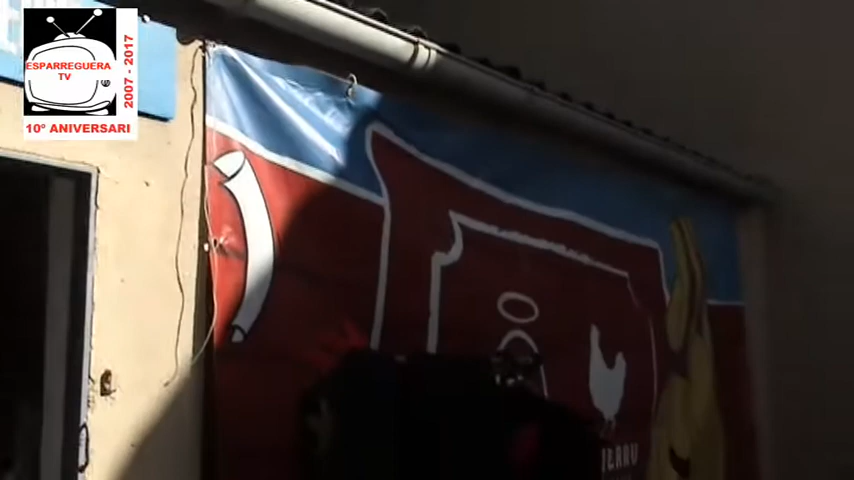 ESPARREGUERA
TV
2007 - 2017
10º ANIVERSARI